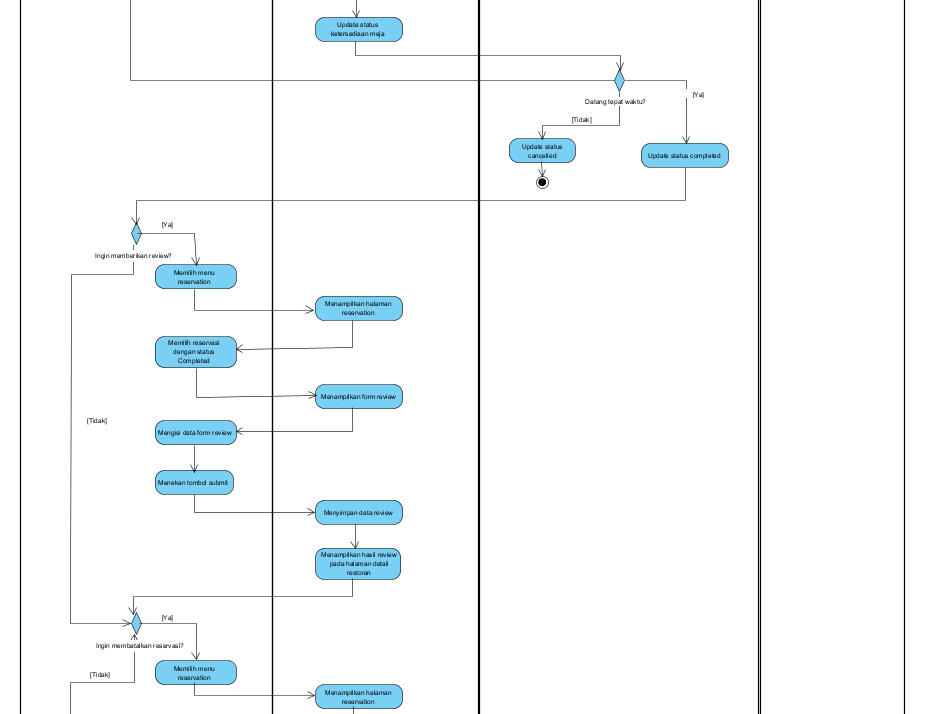 Update status
ketersediaan meja
Datang tepat waktu?
[Ya]
[Tidak]
Update status
cancelled
Update status completed
[Ya]
Ingin memberikan review?
Memilih menu
reservation
Menampilkan halaman
reservation
Memilih reservasi
dengan status
Completed
Menampilkan form review
[Tidak]
Mengisi data form review
Menekan tombol submit
Menyimpan data review
Menampilkan hasil review
pada halaman detail
restoran
[Ya]
Ingin membatalkan reservasi?
Memilih menu
reservation
[Tidak]
Menampilkan halaman
reservation